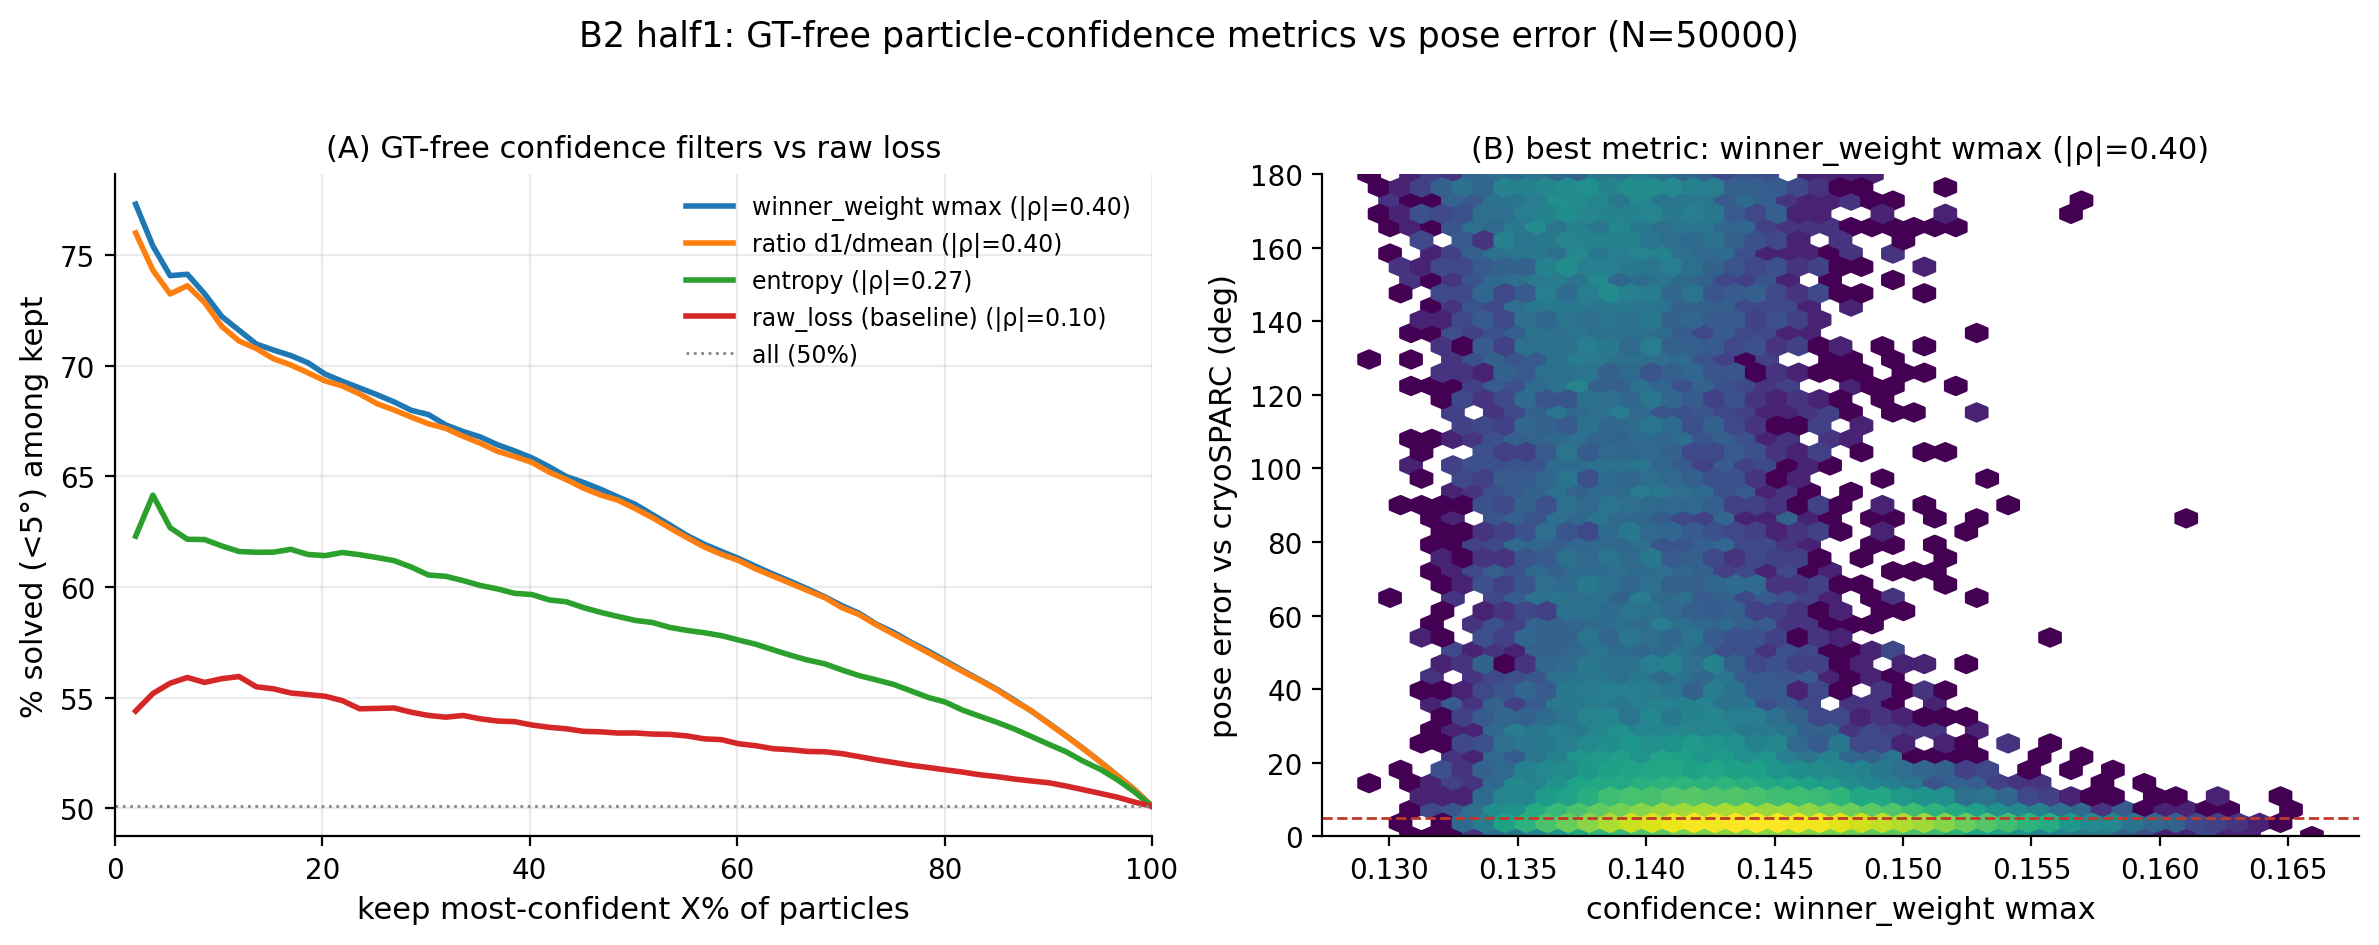 B2 half1: GT-free particle-confidence metrics vs pose error (N=50000)
(A) GT-free confidence filters vs raw loss
% solved (<5°) among kept
75
70
65
60
55
50
winner_weight wmax (|ρ|=0.40)
ratio d1/dmean (|ρ|=0.40)
entropy (|ρ|=0.27)
raw_loss (baseline) (|ρ|=0.10)
all (50%)
0 20 40 60 80 100
keep most-confident X% of particles
(B) best metric: winner_weight wmax (|ρ|=0.40)
pose error vs cryoSPARC (deg)
180
160
140
120
100
80
60
40
20
0
0.130 0.135 0.140 0.145 0.150 0.155 0.160 0.165
confidence: winner_weight wmax